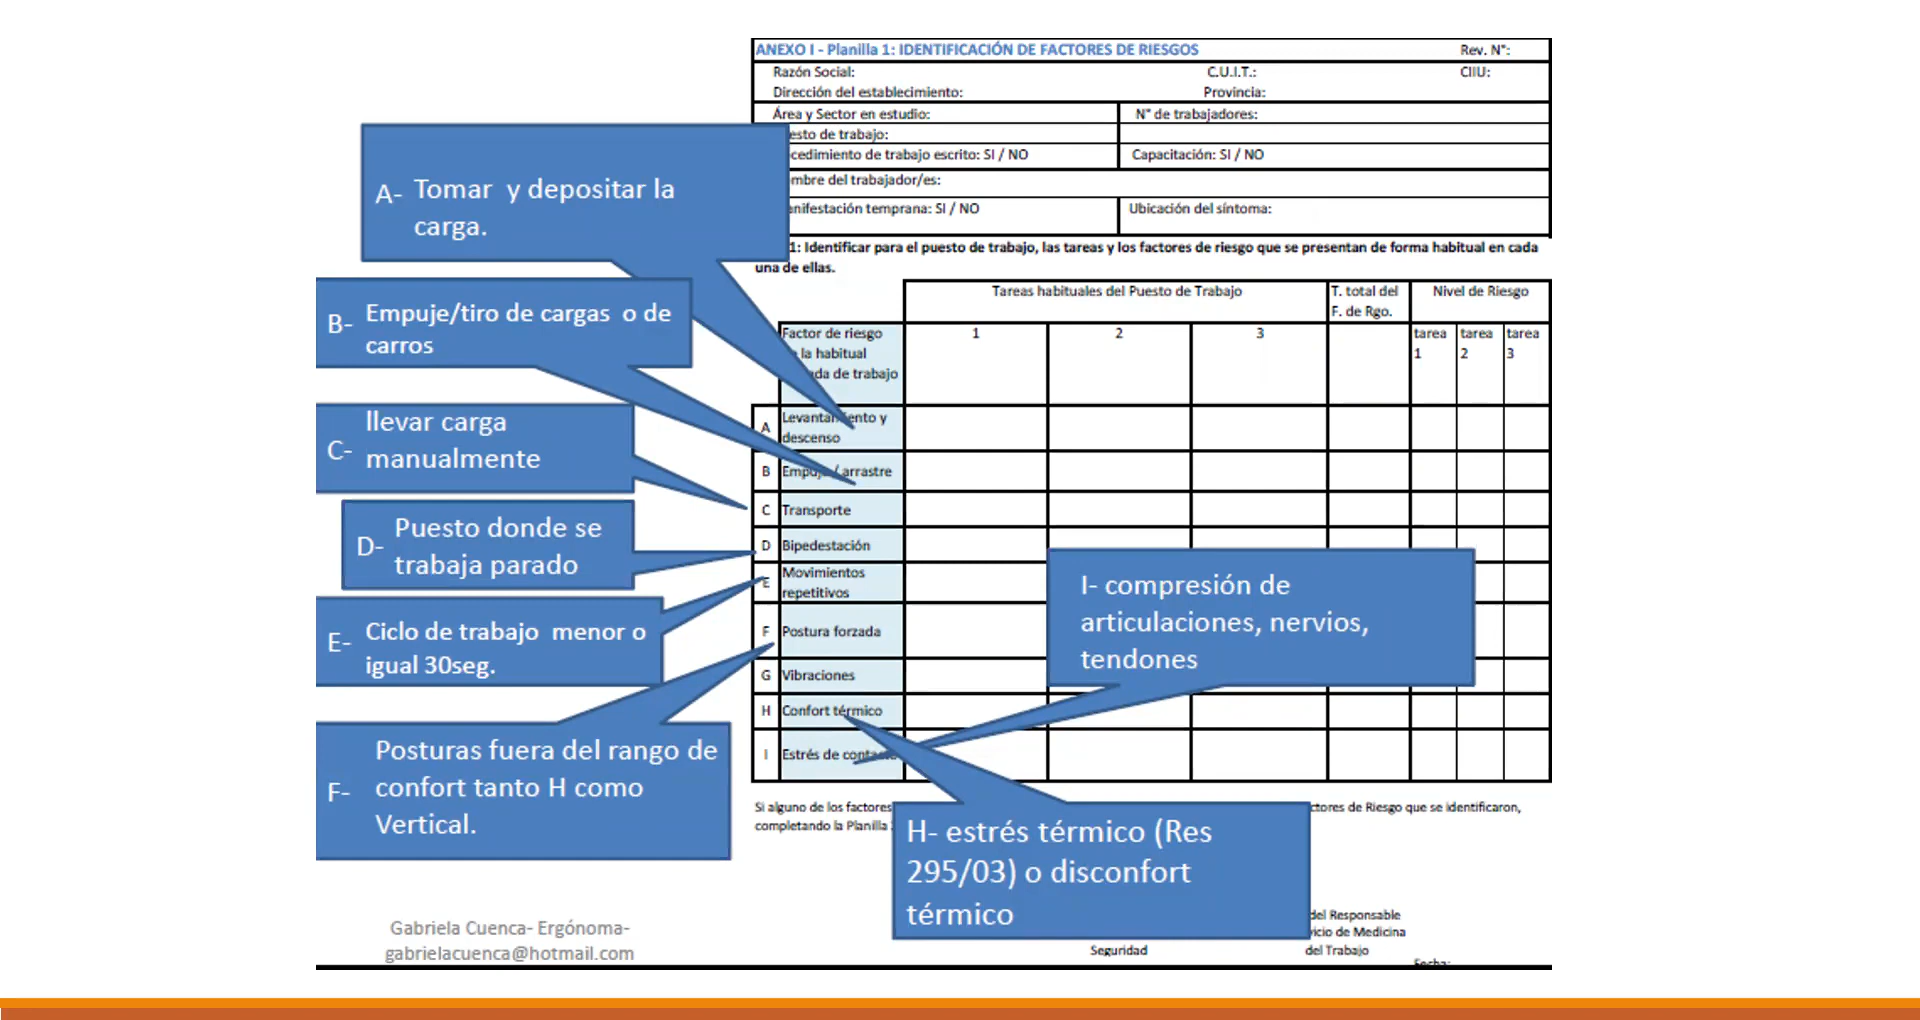 ANEXO I - Planilla 1: IDENTIFICACIÓN DE FACTORES DE RIESGOS Rev. N°:
Razón Social: C.U.I.T.: CIIU:
Dirección del establecimiento: Provincia:
Área y Sector en estudio: N° de trabajadores:
esto de trabajo:
cedimiento de trabajo escrito: SI / NO Capacitación: SI / NO
mbre del trabajador/es:
nifestación temprana: SI / NO Ubicación del síntoma:
1: Identificar para el puesto de trabajo, las tareas y los factores de riesgo que se presentan de forma habitual en cada
una de ellas.
A- Tomar y depositar la
carga.
B- Empuje/tiro de cargas o de
carros
C- llevar carga
manualmente
D- Puesto donde se
trabaja parado
E- Ciclo de trabajo menor o
igual 30seg.
F- Posturas fuera del rango de
confort tanto H como
Vertical.
Tareas habituales del Puesto de Trabajo T. total del Nivel de Riesgo
F. de Rgo.
Factor de riesgo 1 2 3 tarea tarea tarea
la habitual 1 2 3
da de trabajo
A Levantamiento y
descenso
B Empuje / arrastre
C Transporte
D Bipedestación
E Movimientos
repetitivos
F Postura forzada
G Vibraciones
H Confort térmico
I Estrés de contacto
I- compresión de
articulaciones, nervios,
tendones
H- estrés térmico (Res
295/03) o disconfort
térmico
Si alguno de los factores ctores de Riesgo que se identificaron,
completando la Planilla
del Responsable
icio de Medicina
Seguridad del Trabajo
Fecha:
Gabriela Cuenca- Ergónoma-
gabrielacuenca@hotmail.com